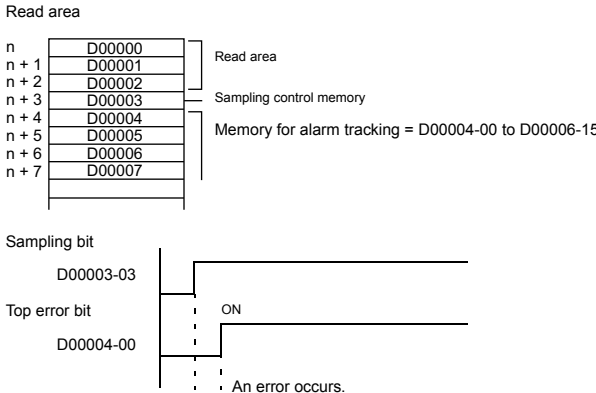 Read area
n D00000
n + 1 D00001 Read area
n + 2 D00002
n + 3 D00003 Sampling control memory
n + 4 D00004
n + 5 D00005 Memory for alarm tracking = D00004-00 to D00006-15
n + 6 D00006
n + 7 D00007
Sampling bit
D00003-03
Top error bit ON
D00004-00
An error occurs.